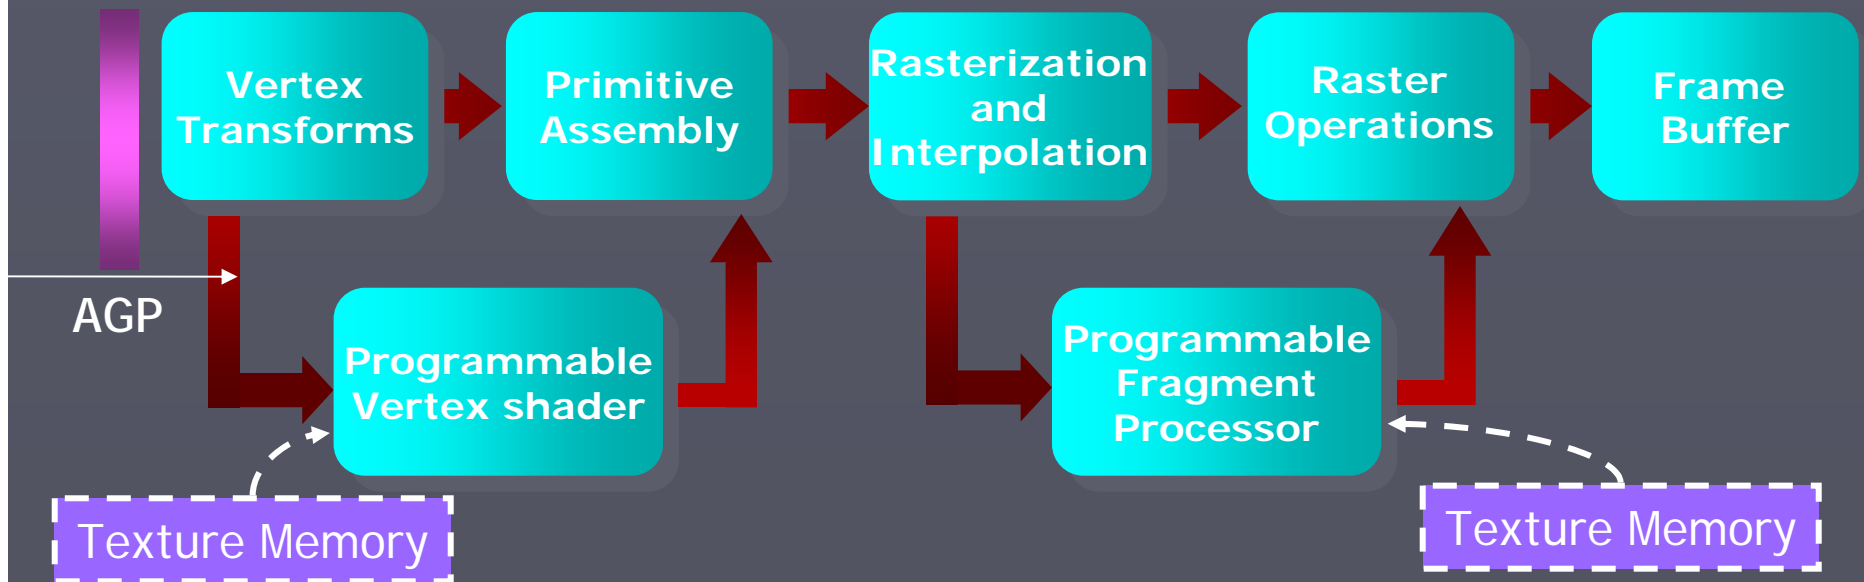 Vertex
Transforms
Primitive
Assembly
Rasterization
and
Interpolation
Raster
Operations
Frame
Buffer
AGP
Programmable
Vertex shader
Programmable
Fragment
Processor
Texture Memory
Texture Memory